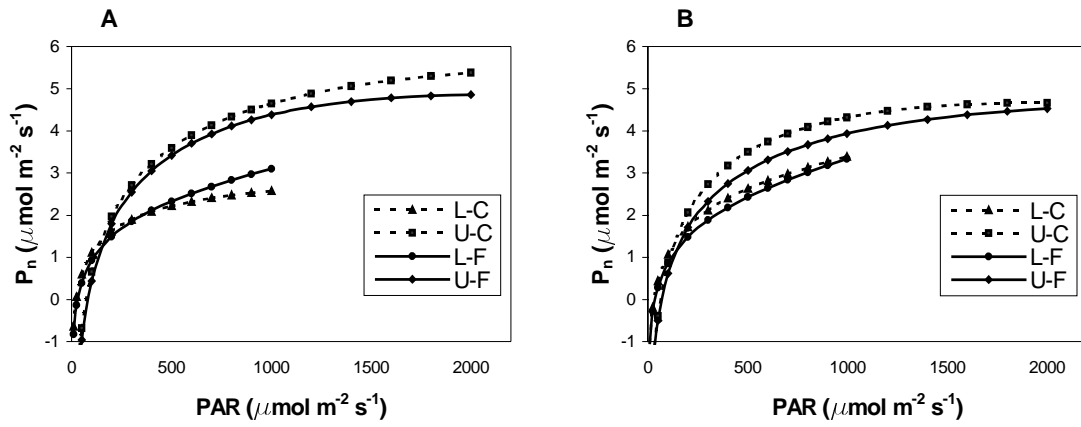 A
6
5
4
3
2
1
0
-1
P_n (μmol m⁻² s⁻¹)
0 500 1000 1500 2000
PAR (μmol m⁻² s⁻¹)
L-C
U-C
L-F
U-F
B
6
5
4
3
2
1
0
-1
P_n (μmol m⁻² s⁻¹)
0 500 1000 1500 2000
PAR (μmol m⁻² s⁻¹)
L-C
U-C
L-F
U-F